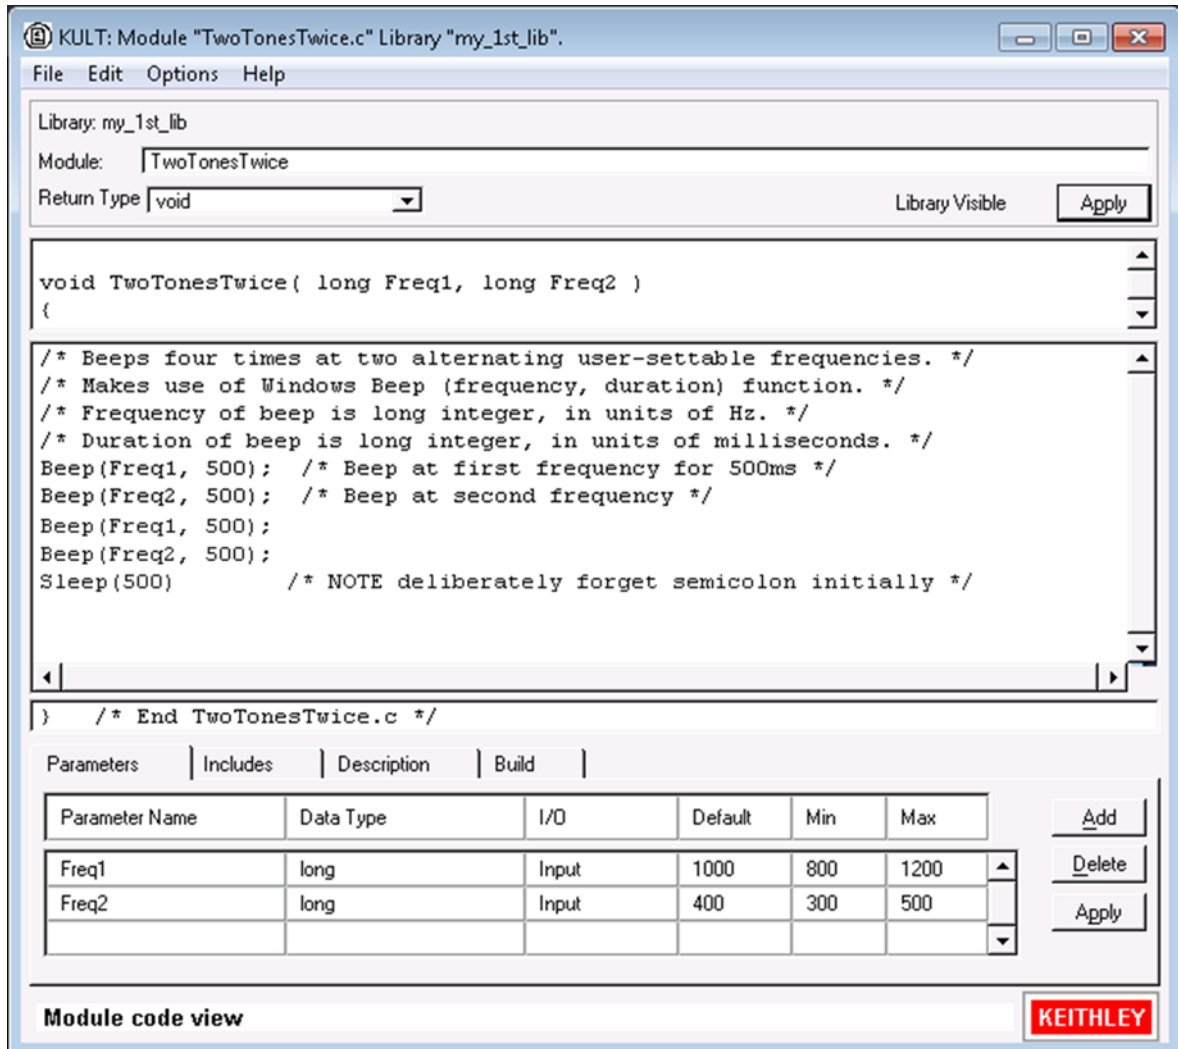 KULT: Module "TwoTonesTwice.c" Library "my_1st_lib".
File Edit Options Help
Library: my_1st_lib
Module: TwoTonesTwice
Return Type void Library Visible Apply
void TwoTonesTwice( long Freq1, long Freq2 )
{
/* Beeps four times at two alternating user-settable frequencies. */
/* Makes use of Windows Beep (frequency, duration) function. */
/* Frequency of beep is long integer, in units of Hz. */
/* Duration of beep is long integer, in units of milliseconds. */
Beep(Freq1, 500); /* Beep at first frequency for 500ms */
Beep(Freq2, 500); /* Beep at second frequency */
Beep(Freq1, 500);
Beep(Freq2, 500);
Sleep(500) /* NOTE deliberately forget semicolon initially */
} /* End TwoTonesTwice.c */
Parameters Includes Description Build
Parameter Name Data Type I/O Default Min Max Add
Freq1 long Input 1000 800 1200 Delete
Freq2 long Input 400 300 500 Apply
Module code view KEITHLEY